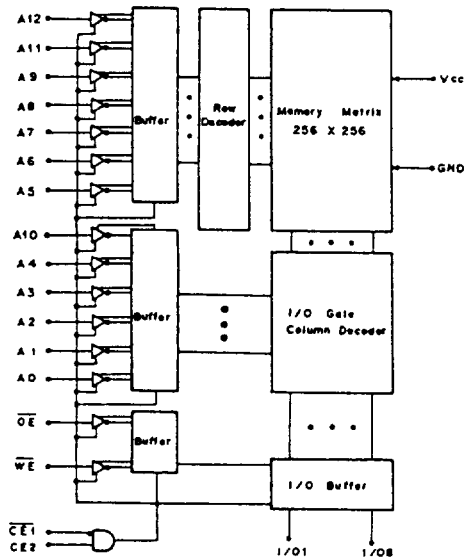 A12
A11
A9
A8
A7
A6
A5
Buffer
Row
Decoder
Memory Matrix
256 X 256
Vcc
GND
A10
A4
A3
A2
A1
A0
Buffer
I/O Gate
Column Decoder
OE
WE
Buffer
I/O Buffer
CE1
CE2
I/O1
I/O8